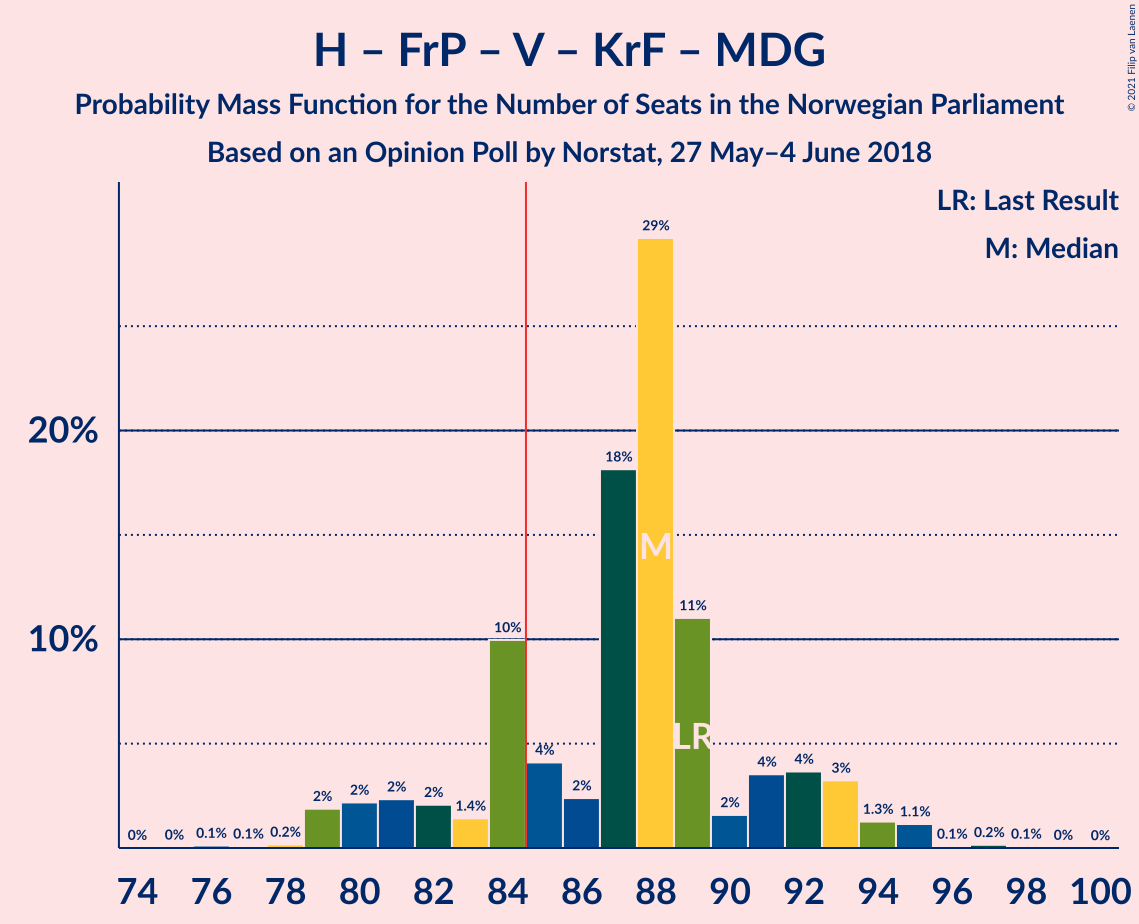 H – FrP – V – KrF – MDG
Probability Mass Function for the Number of Seats in the Norwegian Parliament
Based on an Opinion Poll by Norstat, 27 May–4 June 2018
© 2021 Filip van Laenen
LR: Last Result
M: Median
20%
10%
0% 0% 0.1% 0.1% 0.2% 2% 2% 2% 2% 1.4% 10% 4% 2% 18% 29% 11% 2% 4% 4% 3% 1.3% 1.1% 0.1% 0.2% 0.1% 0% 0%
M
LR
74 76 78 80 82 84 86 88 90 92 94 96 98 100